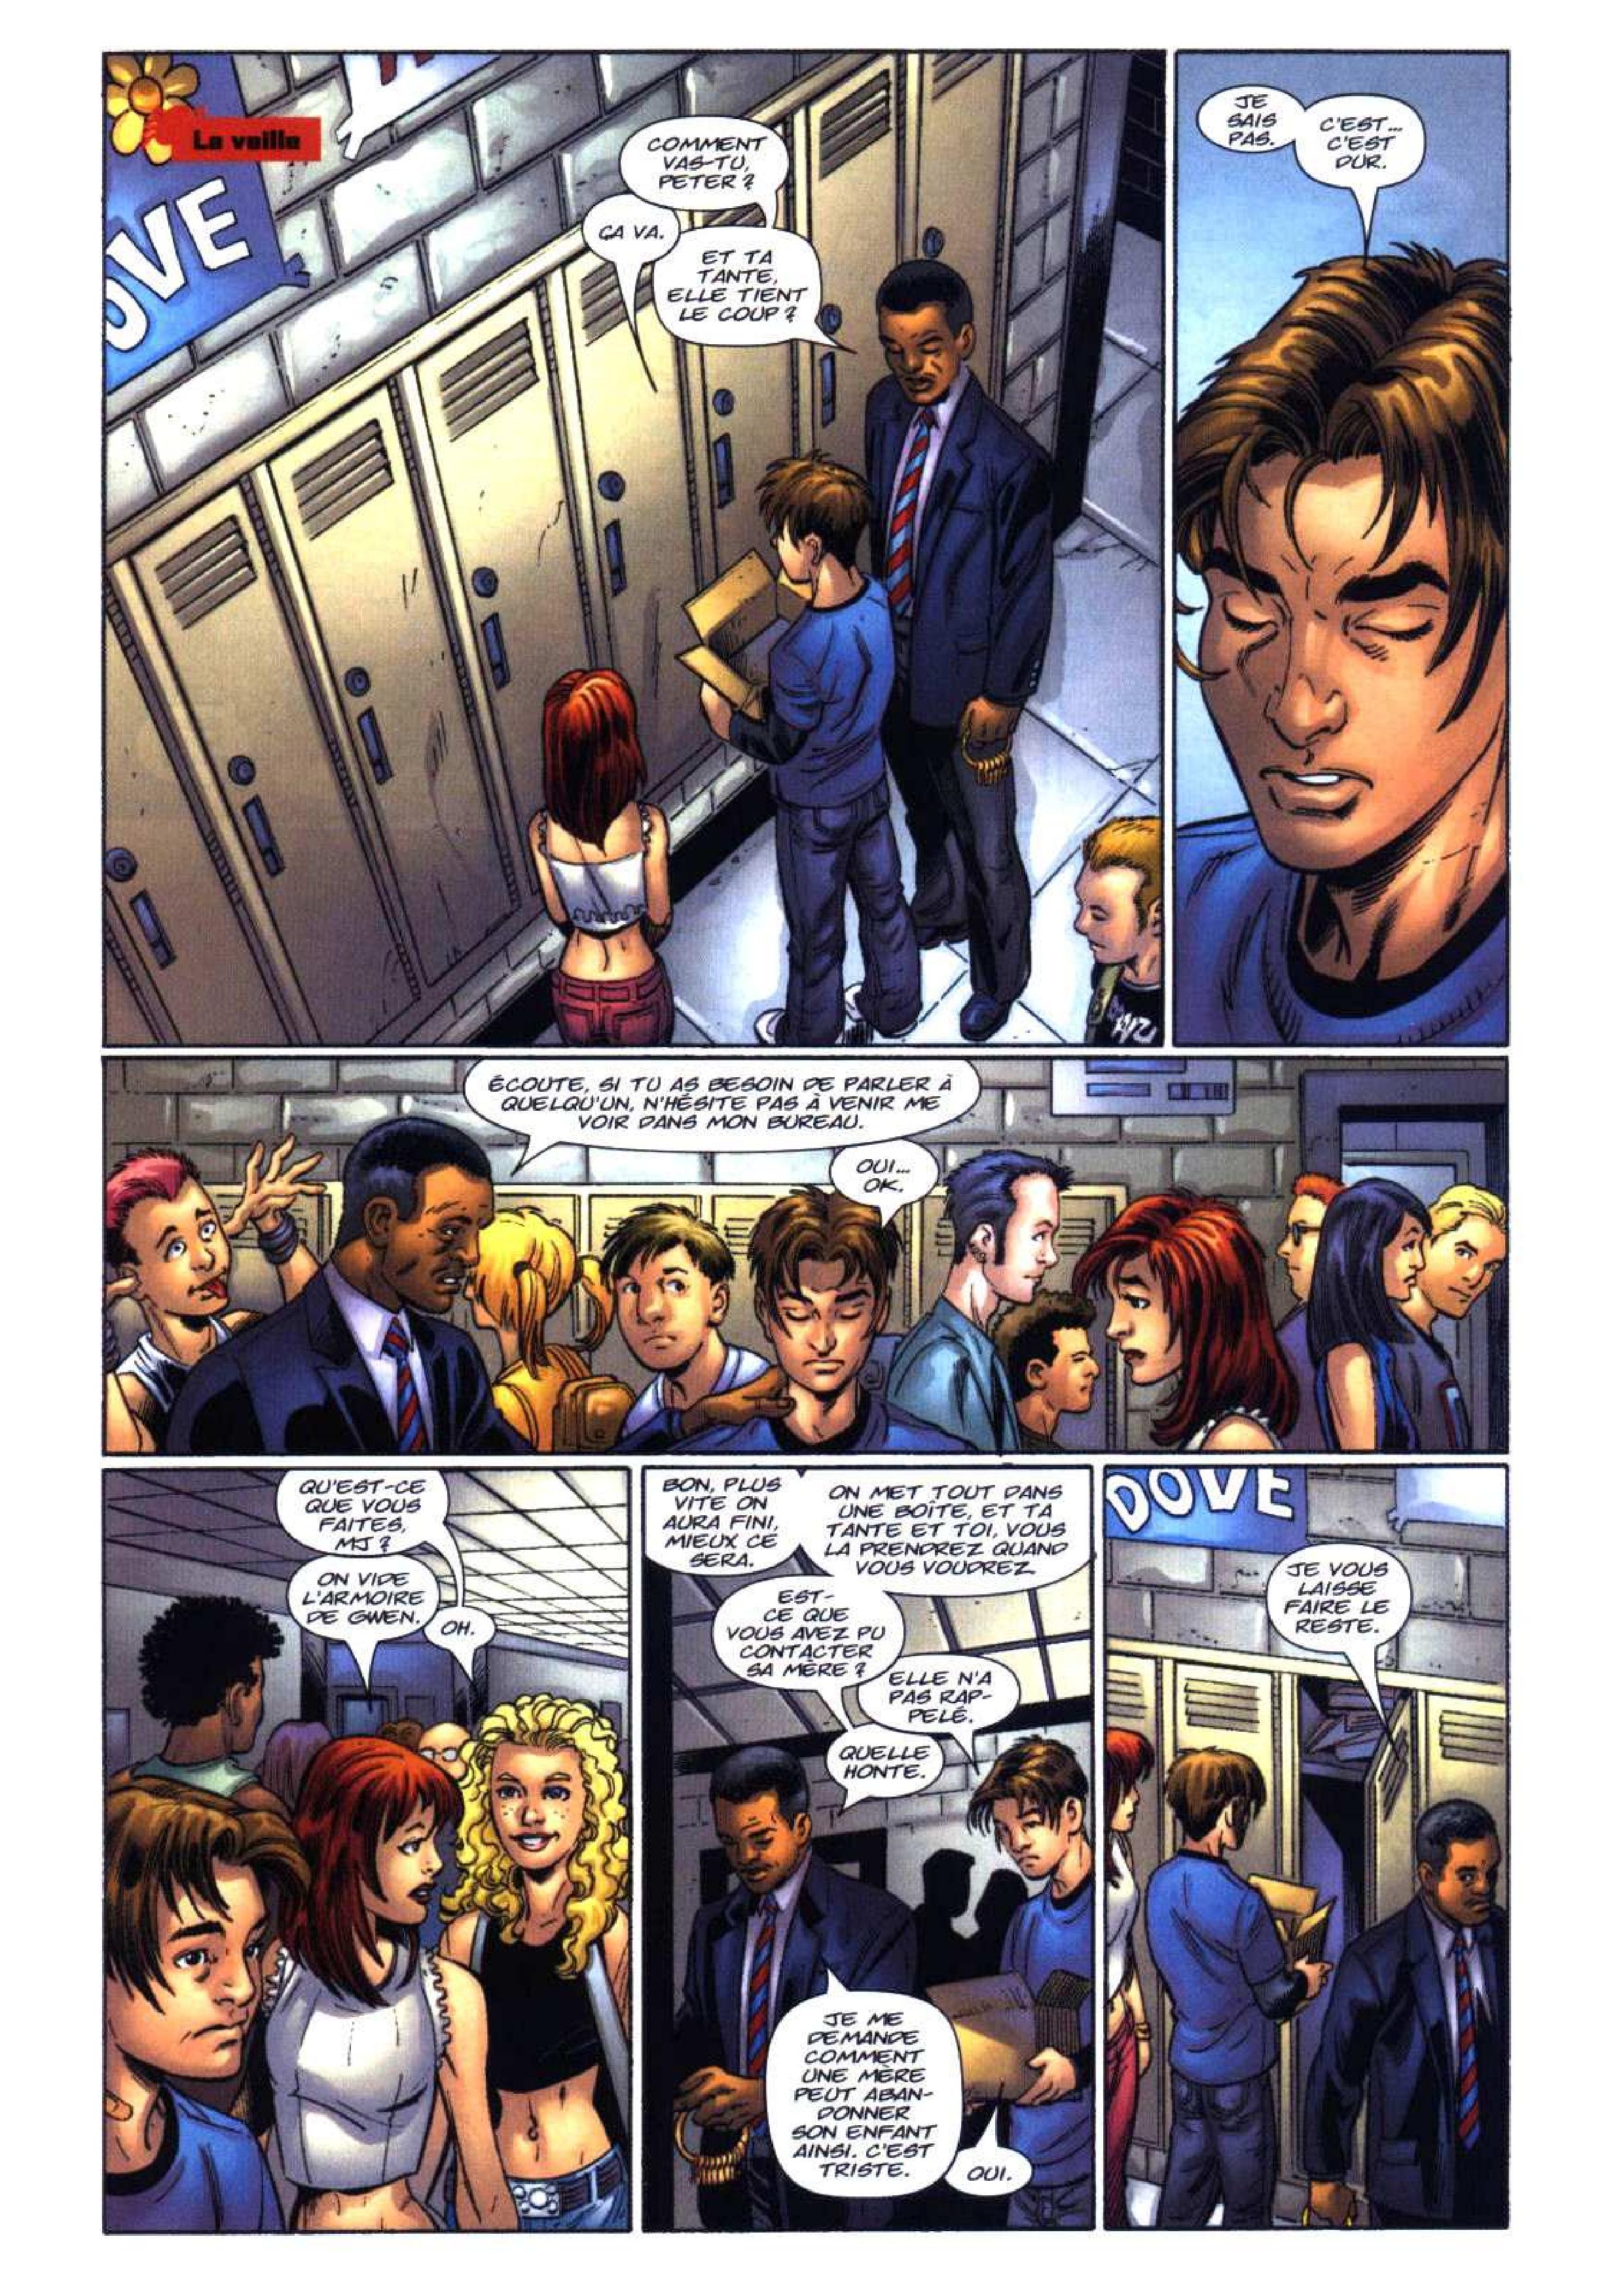 La veille
OVE
COMMENT
VAS-TU,
PETER ?
ÇA VA.
ET TA
TANTE,
ELLE TIENT
LE COUP ?
JE
SAIS
PAS.
C'EST...
C'EST
DUR.
ÉCOUTE, SI TU AS BESOIN DE PARLER À
QUELQU'UN, N'HÉSITE PAS À VENIR ME
VOIR DANS MON BUREAU.
OUI...
OK.
QU'EST-CE
QUE VOUS
FAITES,
MJ ?
ON VIDE
L'ARMOIRE
DE GWEN.
OH.
BON, PLUS
VITE ON
AURA FINI,
MIEUX CE
SERA.
ON MET TOUT DANS
UNE BOÎTE, ET TA
TANTE ET TOI, VOUS
LA PRENDREZ QUAND
VOUS VOUDREZ
EST-
CE QUE
VOUS AVEZ PU
CONTACTER
SA MÈRE ?
ELLE N'A
PAS RAP-
PELÉ.
QUELLE
HONTE.
JE ME
DEMANDE
COMMENT
UNE MÈRE
PEUT ABAN-
DONNER
SON ENFANT
AINSI. C'EST
TRISTE.
OUI.
DOVE
JE VOUS
LAISSE
FAIRE LE
RESTE.